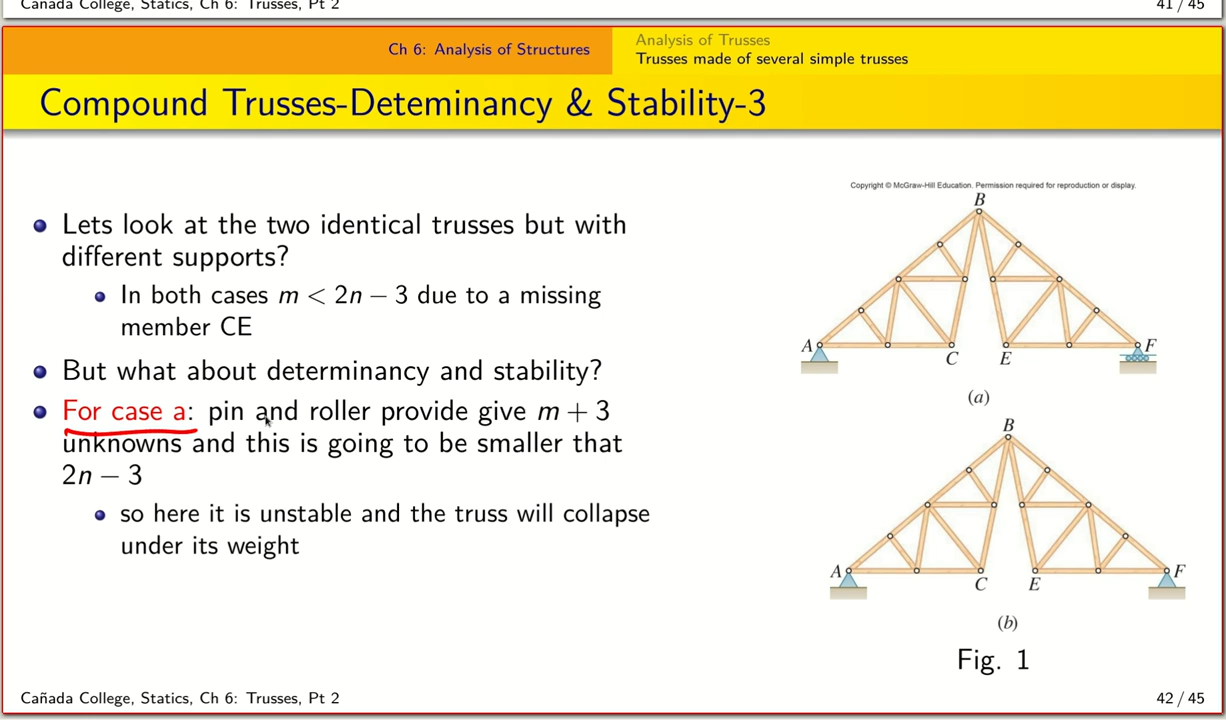 Cañada College, Statics, Ch 6: Trusses, Pt 2
41 / 45
Ch 6: Analysis of Structures
Analysis of Trusses
Trusses made of several simple trusses
Compound Trusses-Deteminancy & Stability-3
Lets look at the two identical trusses but with
different supports?
In both cases m < 2n − 3 due to a missing
member CE
But what about determinancy and stability?
For case a: pin and roller provide give m + 3
unknowns and this is going to be smaller that
2n − 3
so here it is unstable and the truss will collapse
under its weight
Copyright © McGraw-Hill Education. Permission required for reproduction or display.
B
A
C
E
F
(a)
B
A
C
E
F
(b)
Fig. 1
Cañada College, Statics, Ch 6: Trusses, Pt 2
42 / 45